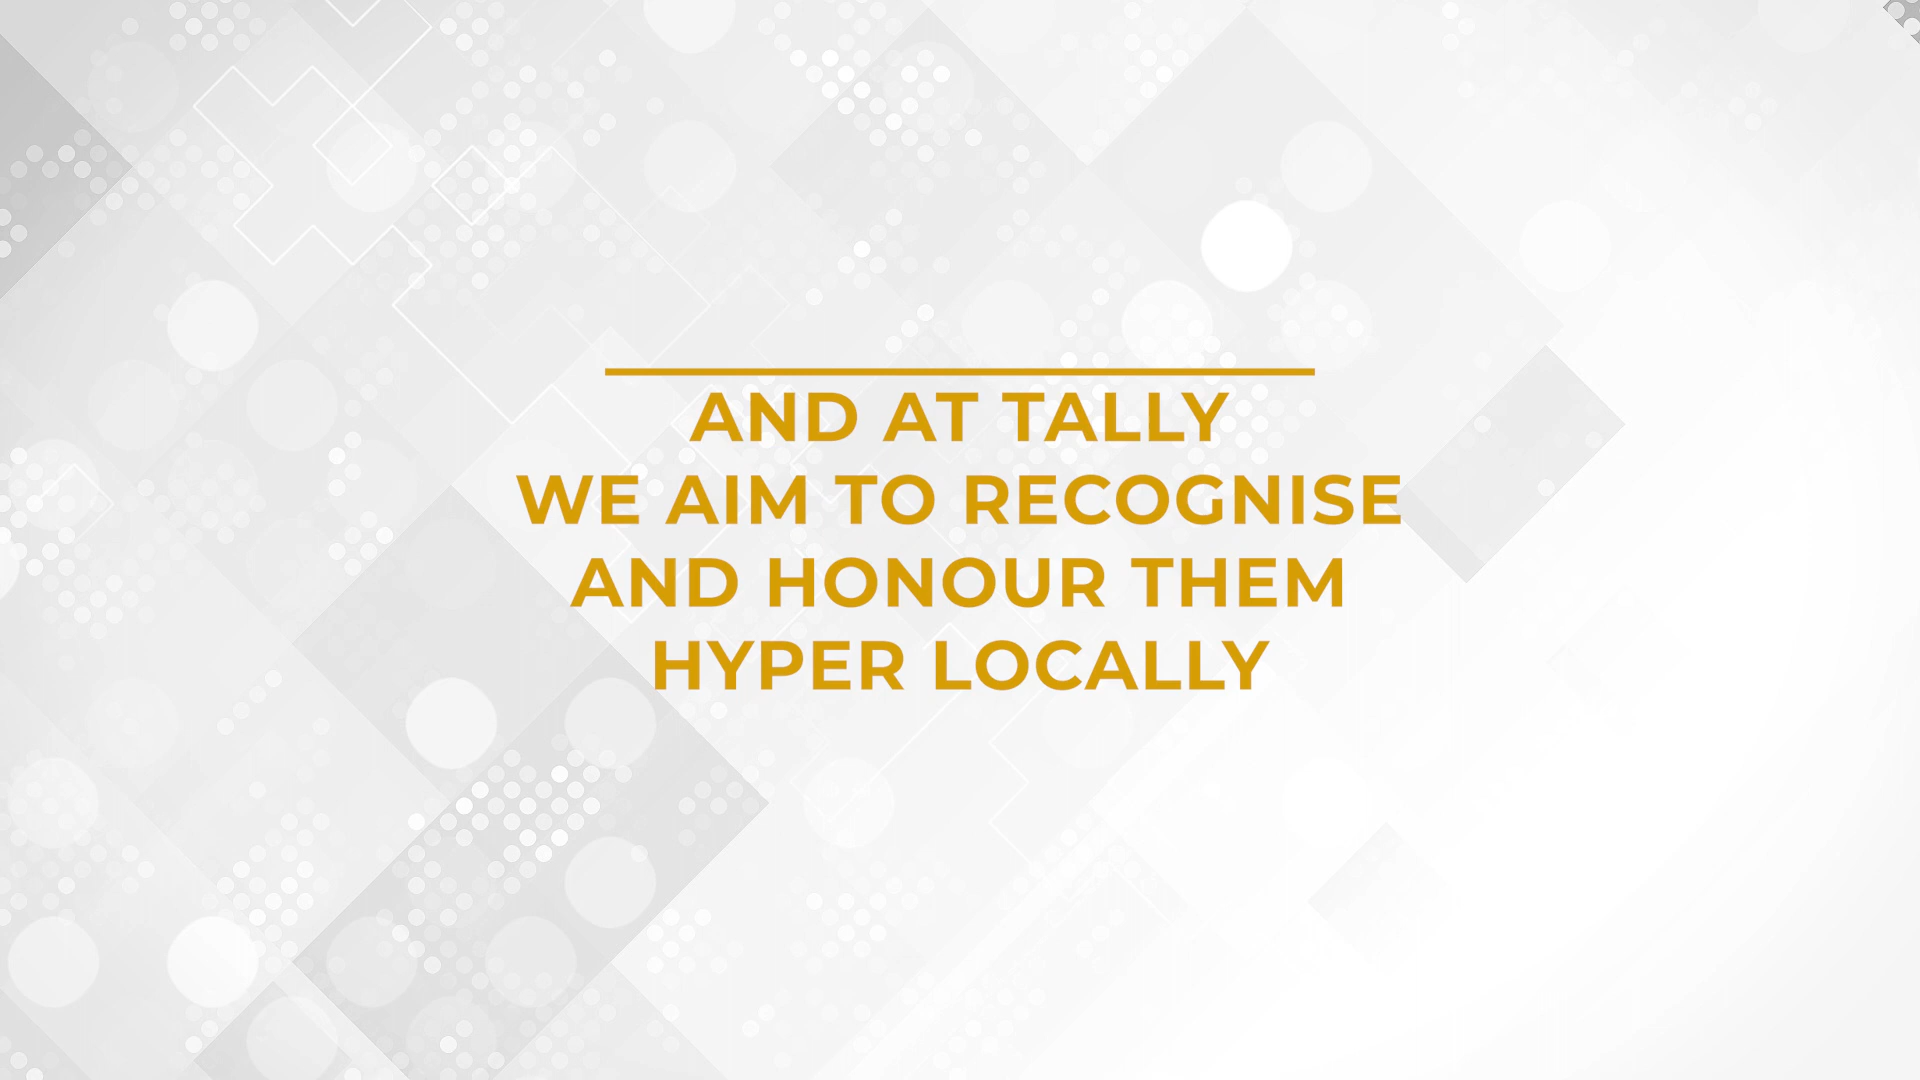 AND AT TALLY
WE AIM TO RECOGNISE
AND HONOUR THEM
HYPER LOCALLY